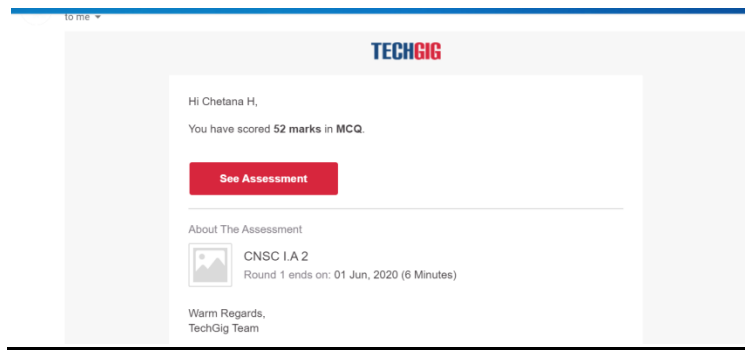 to me
TECHGIG
Hi Chetana H,
You have scored 52 marks in MCQ.
See Assessment
About The Assessment
CNSC I.A 2
Round 1 ends on: 01 Jun, 2020 (6 Minutes)
Warm Regards,
TechGig Team